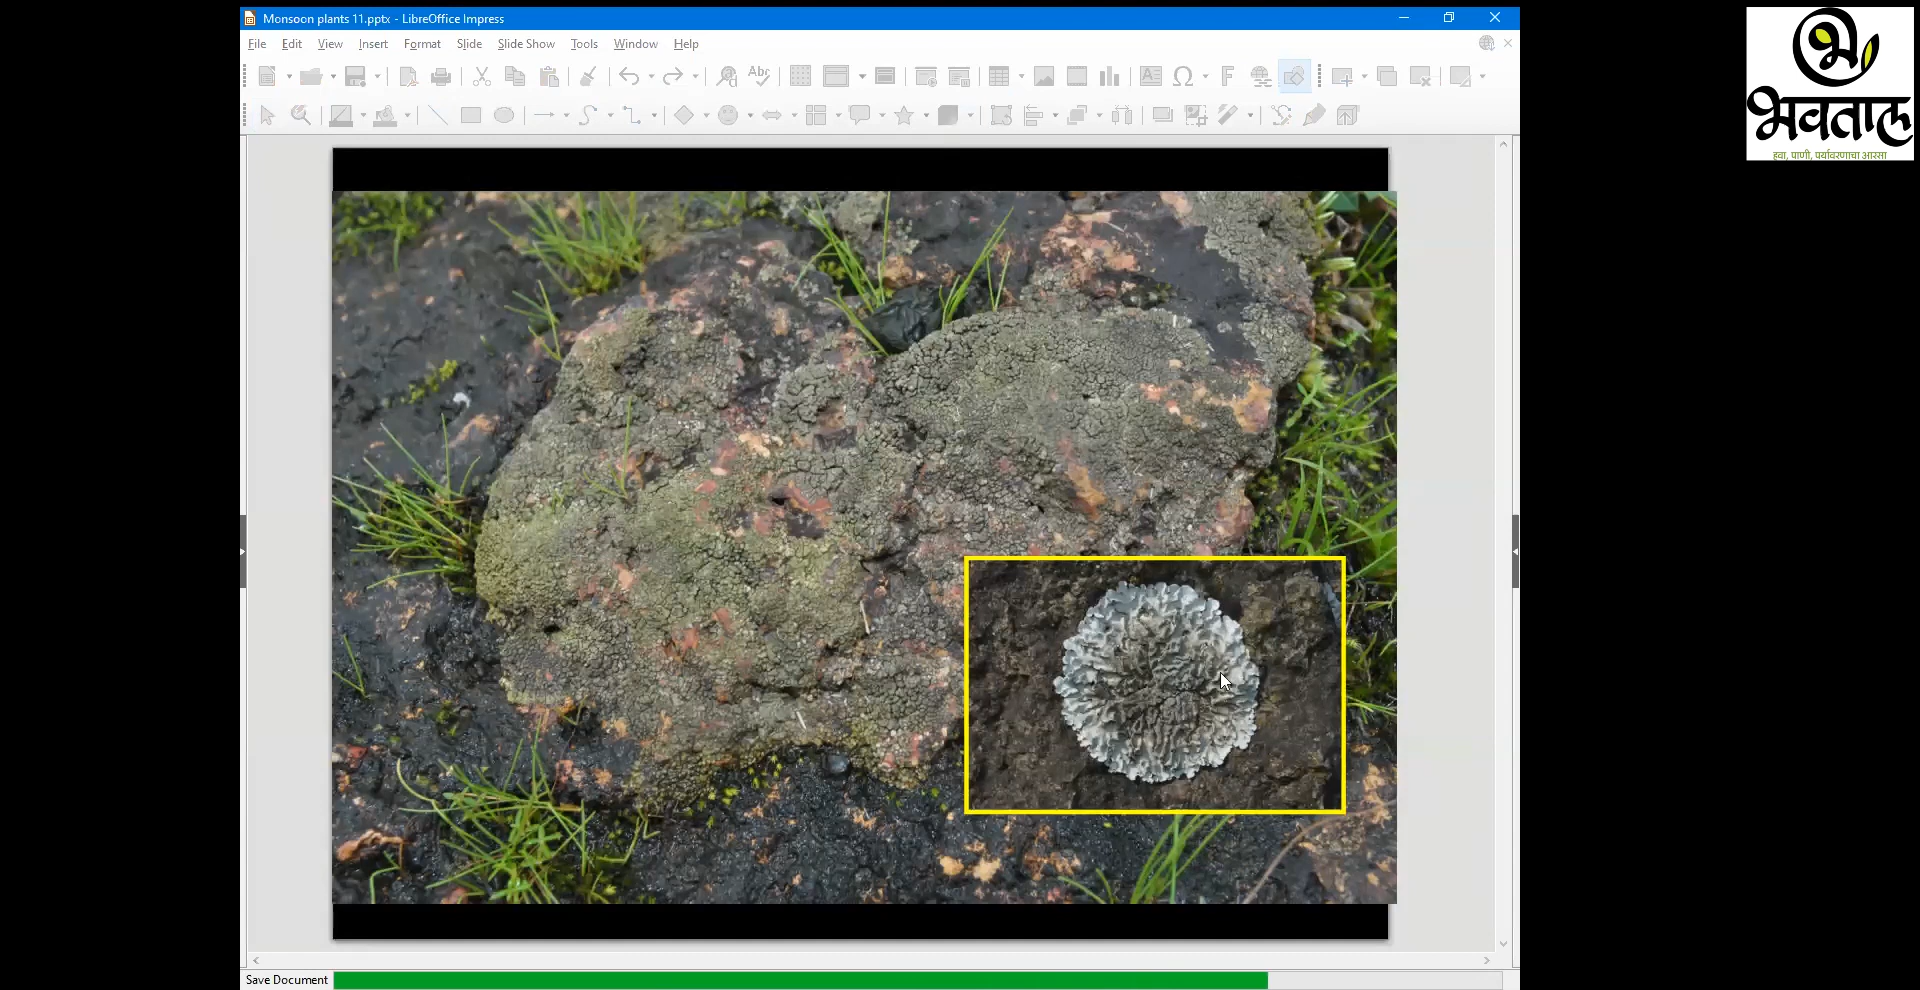 Monsoon plants 11.pptx - LibreOffice Impress
File Edit View Insert Format Slide Slide Show Tools Window Help
Abc
भ
भवताल
हवा, पाणी, पर्यावरणाचा आरसा
Save Document